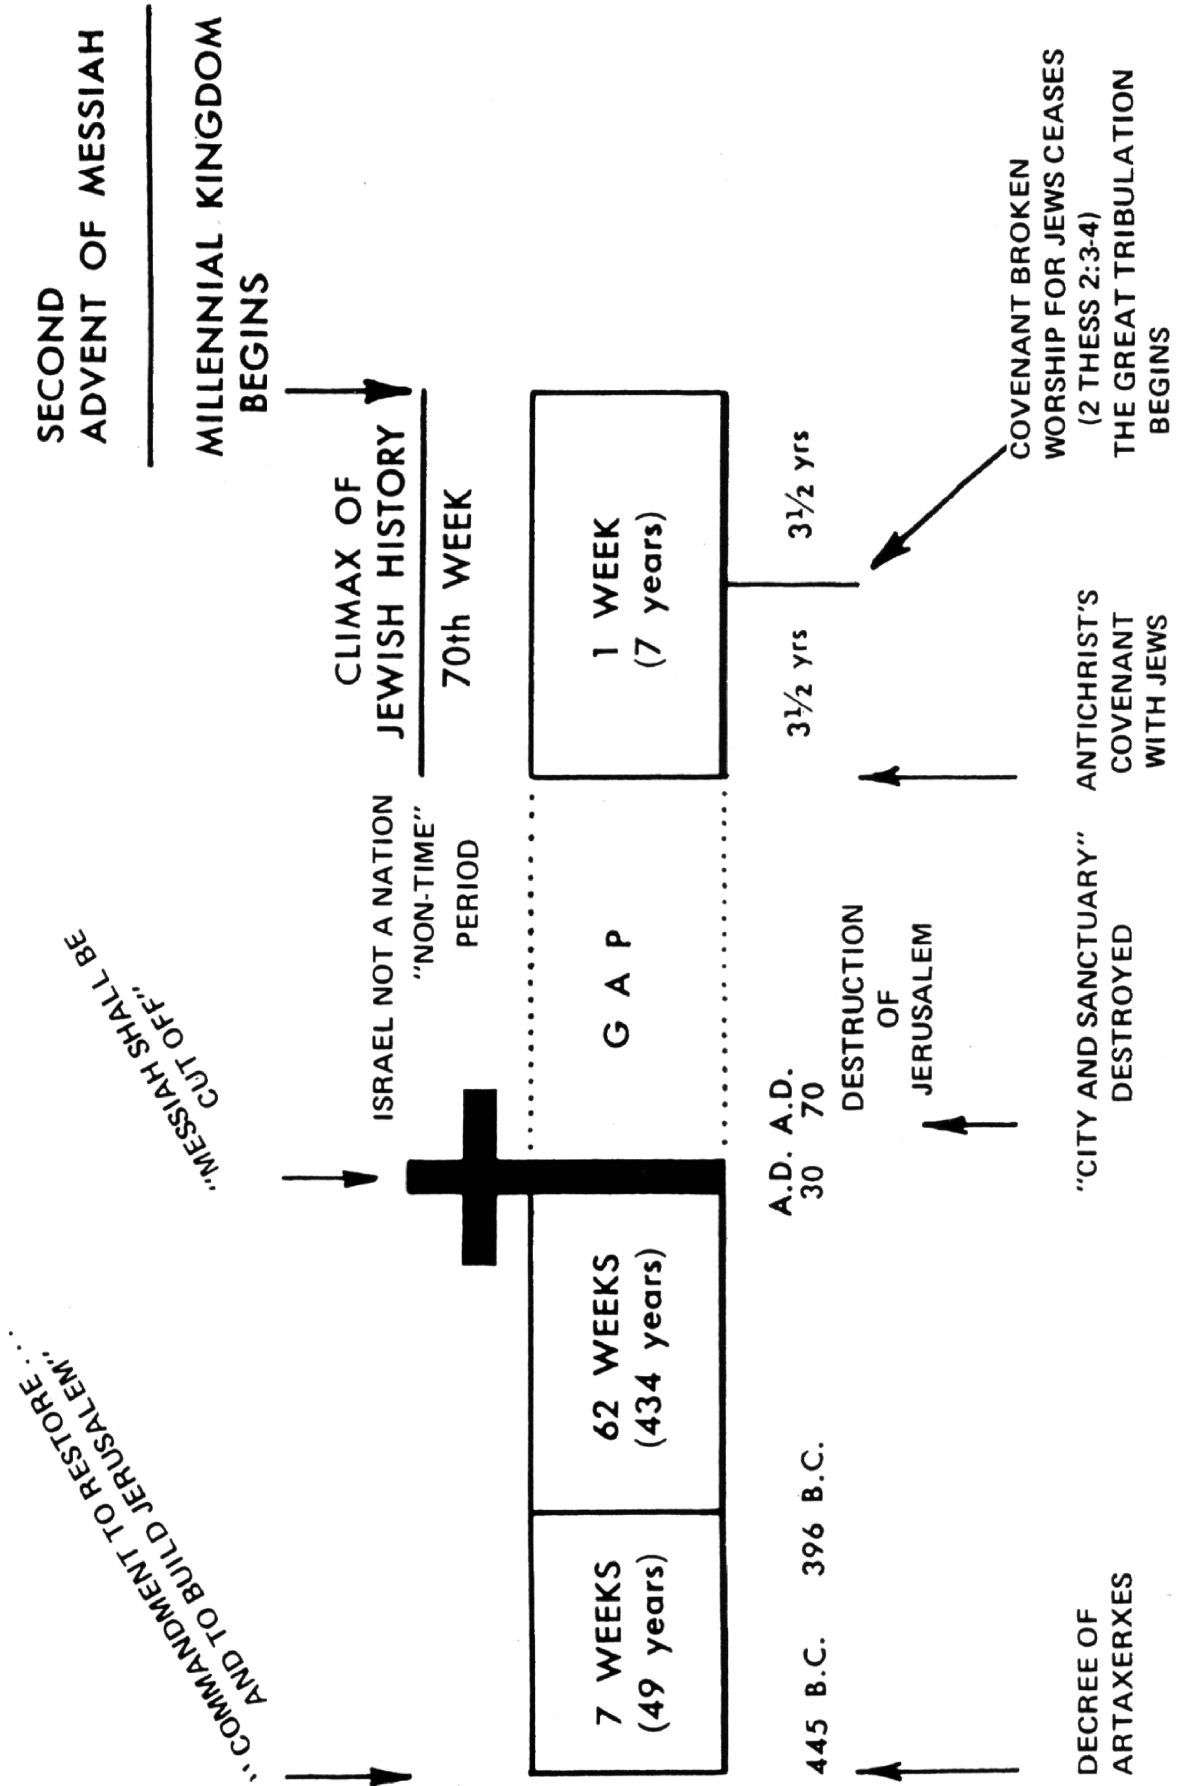 SECOND
ADVENT OF MESSIAH
MILLENNIAL KINGDOM
BEGINS
"COMMANDMENT TO RESTORE....
AND TO BUILD JERUSALEM"
"MESSIAH SHALL BE
CUT OFF"
CLIMAX OF
JEWISH HISTORY
70th WEEK
ISRAEL NOT A NATION
"NON-TIME"
PERIOD
7 WEEKS
(49 years)
62 WEEKS
(434 years)
GAP
1 WEEK
(7 years)
445 B.C.
396 B.C.
A.D.
30
A.D.
70
DESTRUCTION
OF
JERUSALEM
3½ yrs
3½ yrs
DECREE OF
ARTAXERXES
"CITY AND SANCTUARY"
DESTROYED
ANTICHRIST'S
COVENANT
WITH JEWS
COVENANT BROKEN
WORSHIP FOR JEWS CEASES
(2 THESS 2:3-4)
THE GREAT TRIBULATION
BEGINS